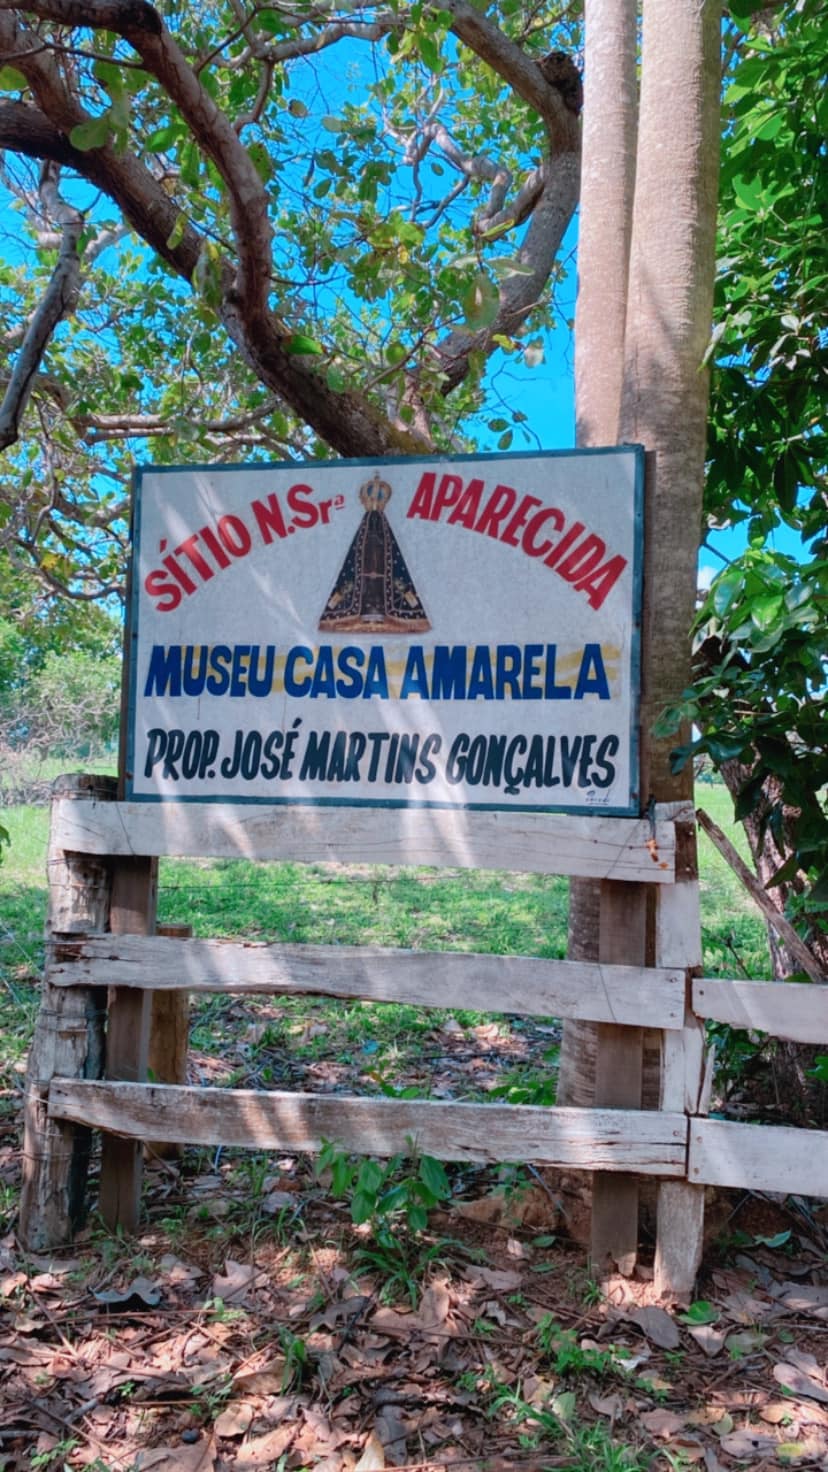 SÍTIO N.Srª APARECIDA
MUSEU CASA AMARELA
PROP. JOSÉ MARTINS GONÇALVES